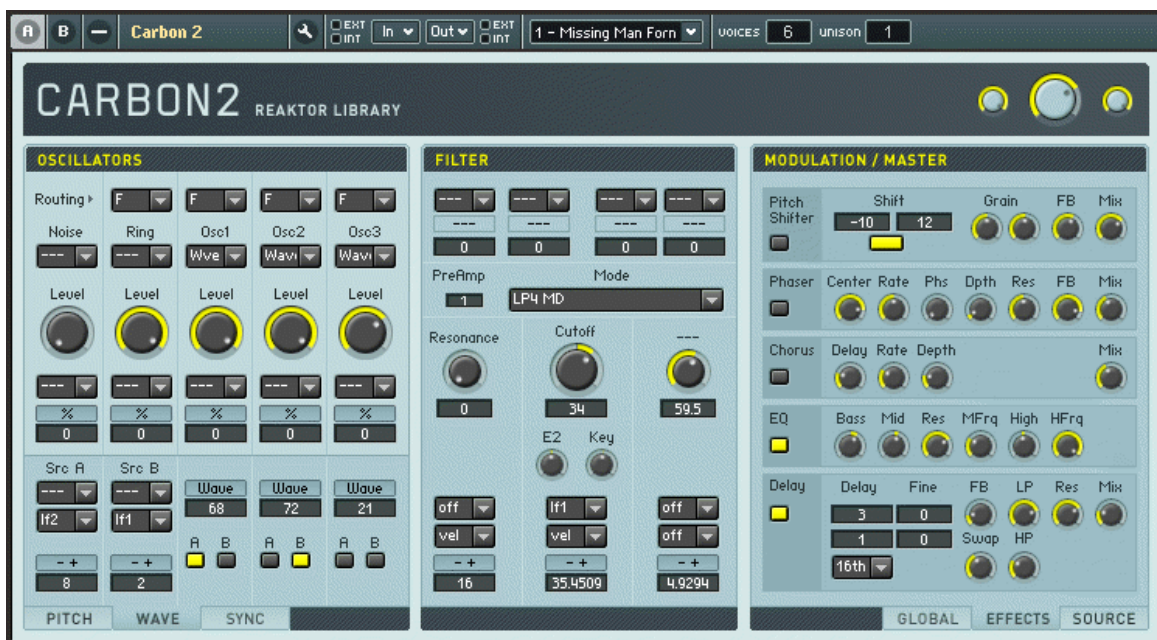 A B Carbon 2 EXT INT In Out EXT INT 1 - Missing Man Forn VOICES 6 UNISON 1
CARBON2 REAKTOR LIBRARY
OSCILLATORS
Routing F F F F
Noise Ring Osc1 Osc2 Osc3
--- --- Wve Wav Wav
Level Level Level Level Level
--- --- --- --- ---
% % % % %
0 0 0 0 0
Src A Src B
--- --- Wave Wave Wave
68 72 21
lf2 lf1
A B A B A B
- + - +
8 2
PITCH WAVE SYNC
FILTER
--- --- --- ---
--- --- --- ---
0 0 0 0
PreAmp Mode
1 LP4 MD
Resonance Cutoff ---
0 34 59.5
E2 Key
off lf1 off
vel vel off
- + - + - +
16 35.4509 4.9294
MODULATION / MASTER
Pitch Shifter Shift Grain FB Mix
-10 12
Phaser Center Rate Phs Dpth Res FB Mix
Chorus Delay Rate Depth Mix
EQ Bass Mid Res MFrq High HFrq
Delay Delay Fine FB LP Res Mix
3 0
1 0 Swap HP
16th
GLOBAL EFFECTS SOURCE